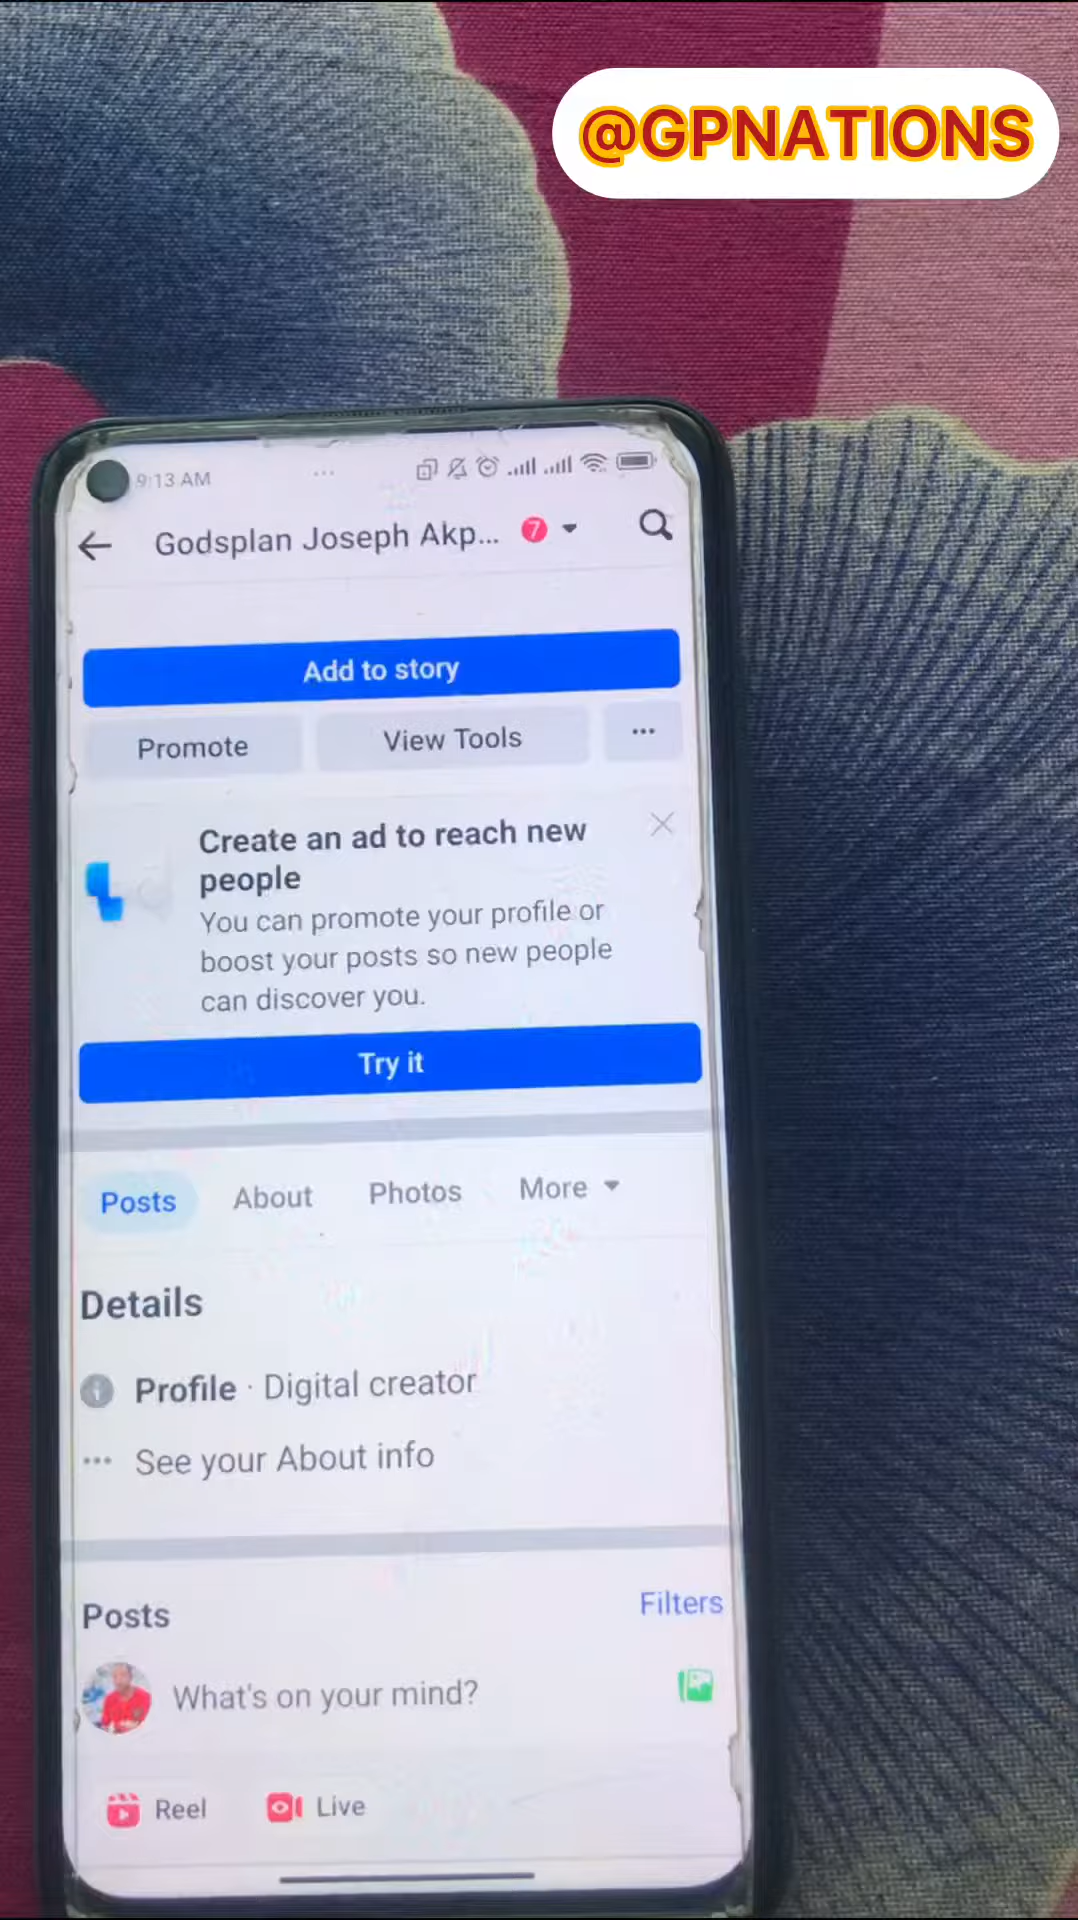 @GPNATIONS
9:13 AM
Godsplan Joseph Akp... 7
Add to story
Promote
View Tools
Create an ad to reach new
people
You can promote your profile or
boost your posts so new people
can discover you.
Try it
Posts
About
Photos
More
Details
Profile · Digital creator
See your About info
Posts
Filters
What's on your mind?
Reel
Live